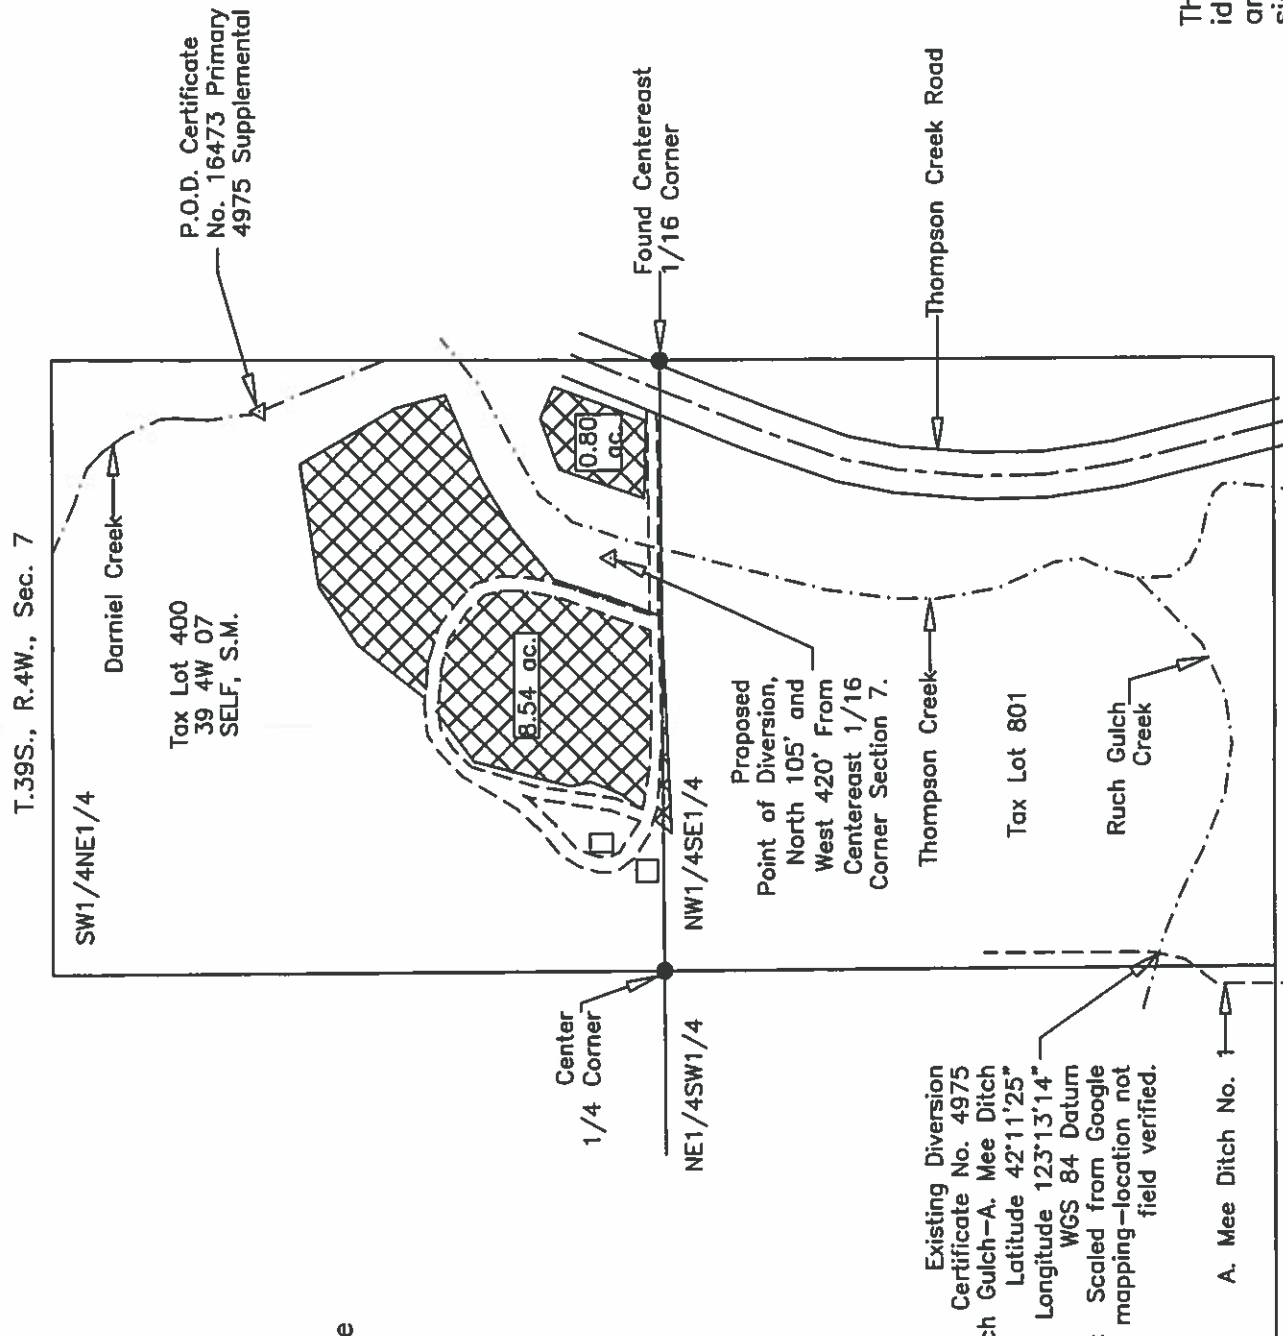 T.39S., R.4W., Sec. 7
P.O.D. Certificate
No. 16473 Primary
4975 Supplemental
SW1/4NE1/4
Darniel Creek
Tax Lot 400
39 4W 07
SELF, S.M.
Found Centereast
1/16 Corner
0.80
ac.
8.54 ac.
Thompson Creek Road
NW1/4SE1/4
Proposed
Point of Diversion,
North 105' and
West 420' From
Centereast 1/16
Corner Section 7.
Center
1/4 Corner
NE1/4SW1/4
Thompson Creek
Tax Lot 801
Ruch Gulch
Creek
Existing Diversion
Certificate No. 4975
ch Gulch-A. Mee Ditch
Latitude 42°11'25"
Longitude 123°13'14"
WGS 84 Datum
: Scaled from Google
mapping-location not
field verified.
A. Mee Ditch No. 1
e
Th
id
ar
si